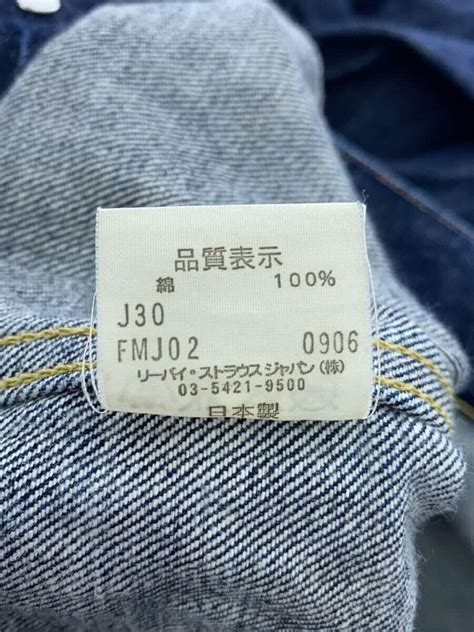 品質表示
綿 100%
J30
FMJ02 0906
リーバイ・ストラウス ジャパン(株)
03-5421-9500
日本製